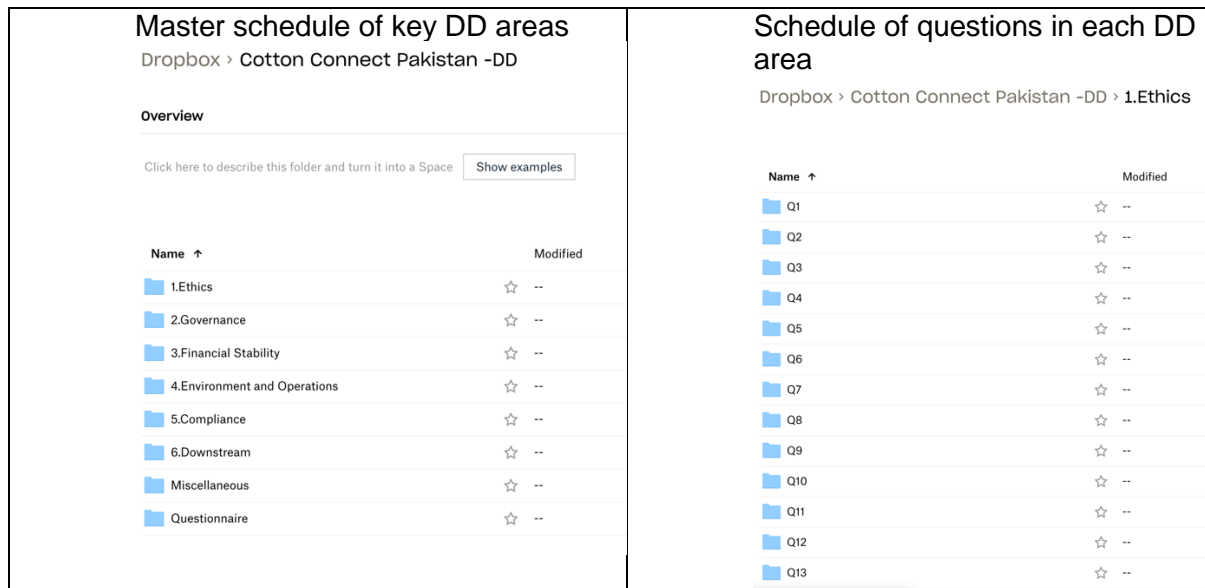 Master schedule of key DD areas
Dropbox > Cotton Connect Pakistan -DD
Overview
Click here to describe this folder and turn it into a Space Show examples
Name ↑ Modified
1.Ethics --
2.Governance --
3.Financial Stability --
4.Environment and Operations --
5.Compliance --
6.Downstream --
Miscellaneous --
Questionnaire --
Schedule of questions in each DD
area
Dropbox > Cotton Connect Pakistan -DD > 1.Ethics
Name ↑ Modified
Q1 --
Q2 --
Q3 --
Q4 --
Q5 --
Q6 --
Q7 --
Q8 --
Q9 --
Q10 --
Q11 --
Q12 --
Q13 --